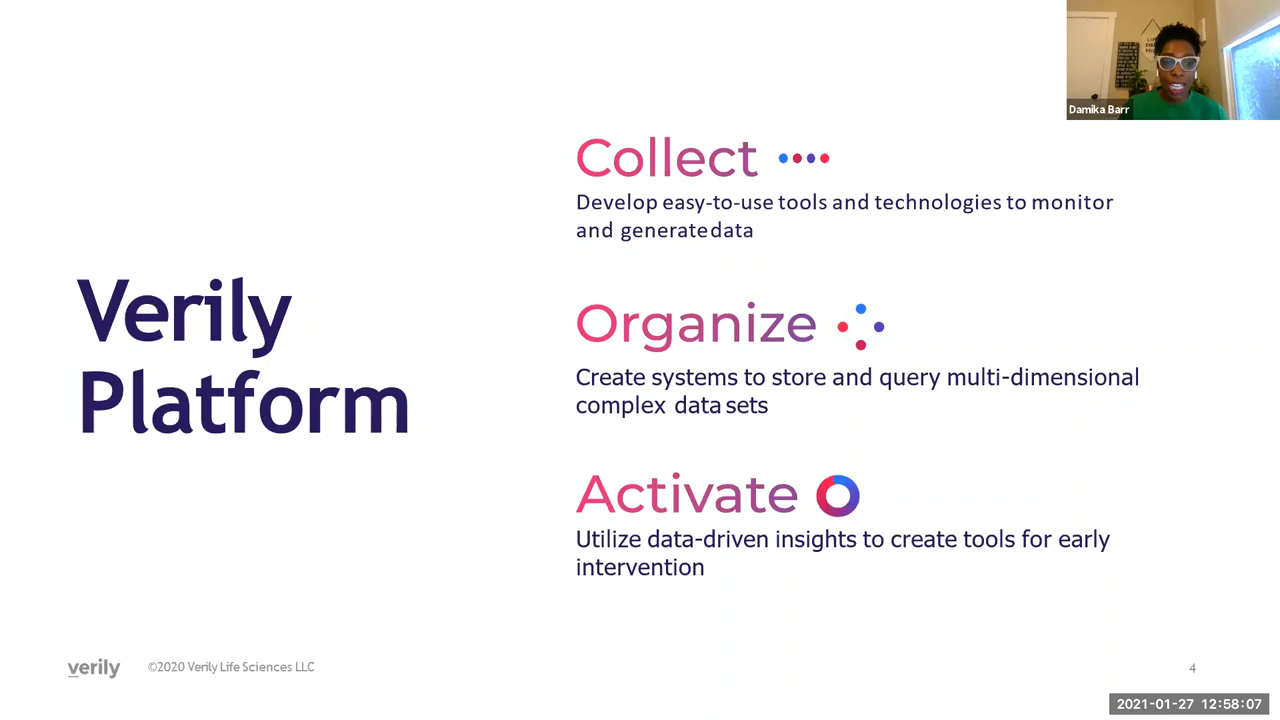 Damika Barr
Verily
Platform
Collect
Develop easy-to-use tools and technologies to monitor
and generate data
Organize
Create systems to store and query multi-dimensional
complex data sets
Activate
Utilize data-driven insights to create tools for early
intervention
verily
©2020 Verily Life Sciences LLC
4
2021-01-27 12:58:07